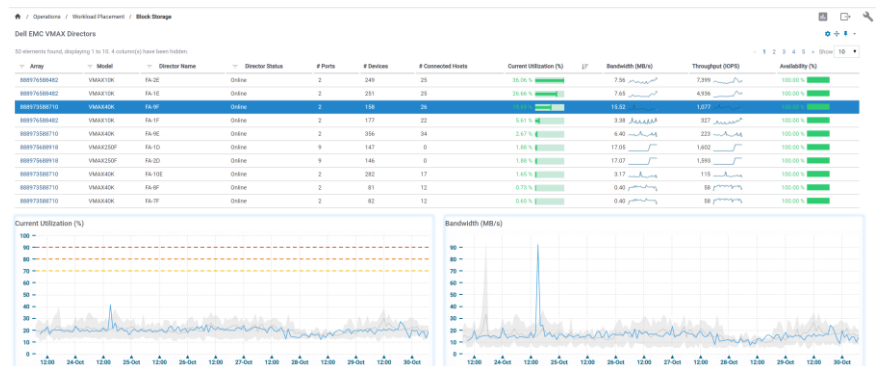 / Operations / Workload Placement / Block Storage
Dell EMC VMAX Directors
elements found, displaying 1 to 10. 4 column(s) have been hidden.
1 2 3 4 5 » Show 10
Array Model Director Name Director Status # Ports # Devices # Connected Hosts Current Utilization (%) Bandwidth (MB/s) Throughput (IOPS) Availability (%)
888976588482 VMAX10K FA-2E Online 2 249 25 36.06 % 7.56 7,399 100.00 %
888976588482 VMAX10K FA-1E Online 2 251 25 26.66 % 7.65 4,936 100.00 %
888973588710 VMAX40K FA-9F Online 2 158 26 15.52 1,077 100.00 %
888976588482 VMAX10K FA-1F Online 2 177 22 5.61 % 3.38 327 100.00 %
888973588710 VMAX40K FA-9E Online 2 356 34 2.67 % 6.40 223 100.00 %
888975688918 VMAX250F FA-1D Online 9 147 0 1.88 % 17.05 1,602 100.00 %
888975688918 VMAX250F FA-2D Online 9 146 0 1.88 % 17.07 1,593 100.00 %
888973588710 VMAX40K FA-10E Online 2 282 17 1.65 % 3.17 115 100.00 %
888973588710 VMAX40K FA-8F Online 2 81 12 0.73 % 0.40 58 100.00 %
888973588710 VMAX40K FA-7F Online 2 82 12 0.60 % 0.40 58 100.00 %
Current Utilization (%)
100
90
80
70
60
50
40
30
20
10
0
12:00 24-Oct 12:00 25-Oct 12:00 26-Oct 12:00 27-Oct 12:00 28-Oct 12:00 29-Oct 12:00 30-Oct
Bandwidth (MB/s)
90
80
70
60
50
40
30
20
10
0
12:00 24-Oct 12:00 25-Oct 12:00 26-Oct 12:00 27-Oct 12:00 28-Oct 12:00 29-Oct 12:00 30-Oct